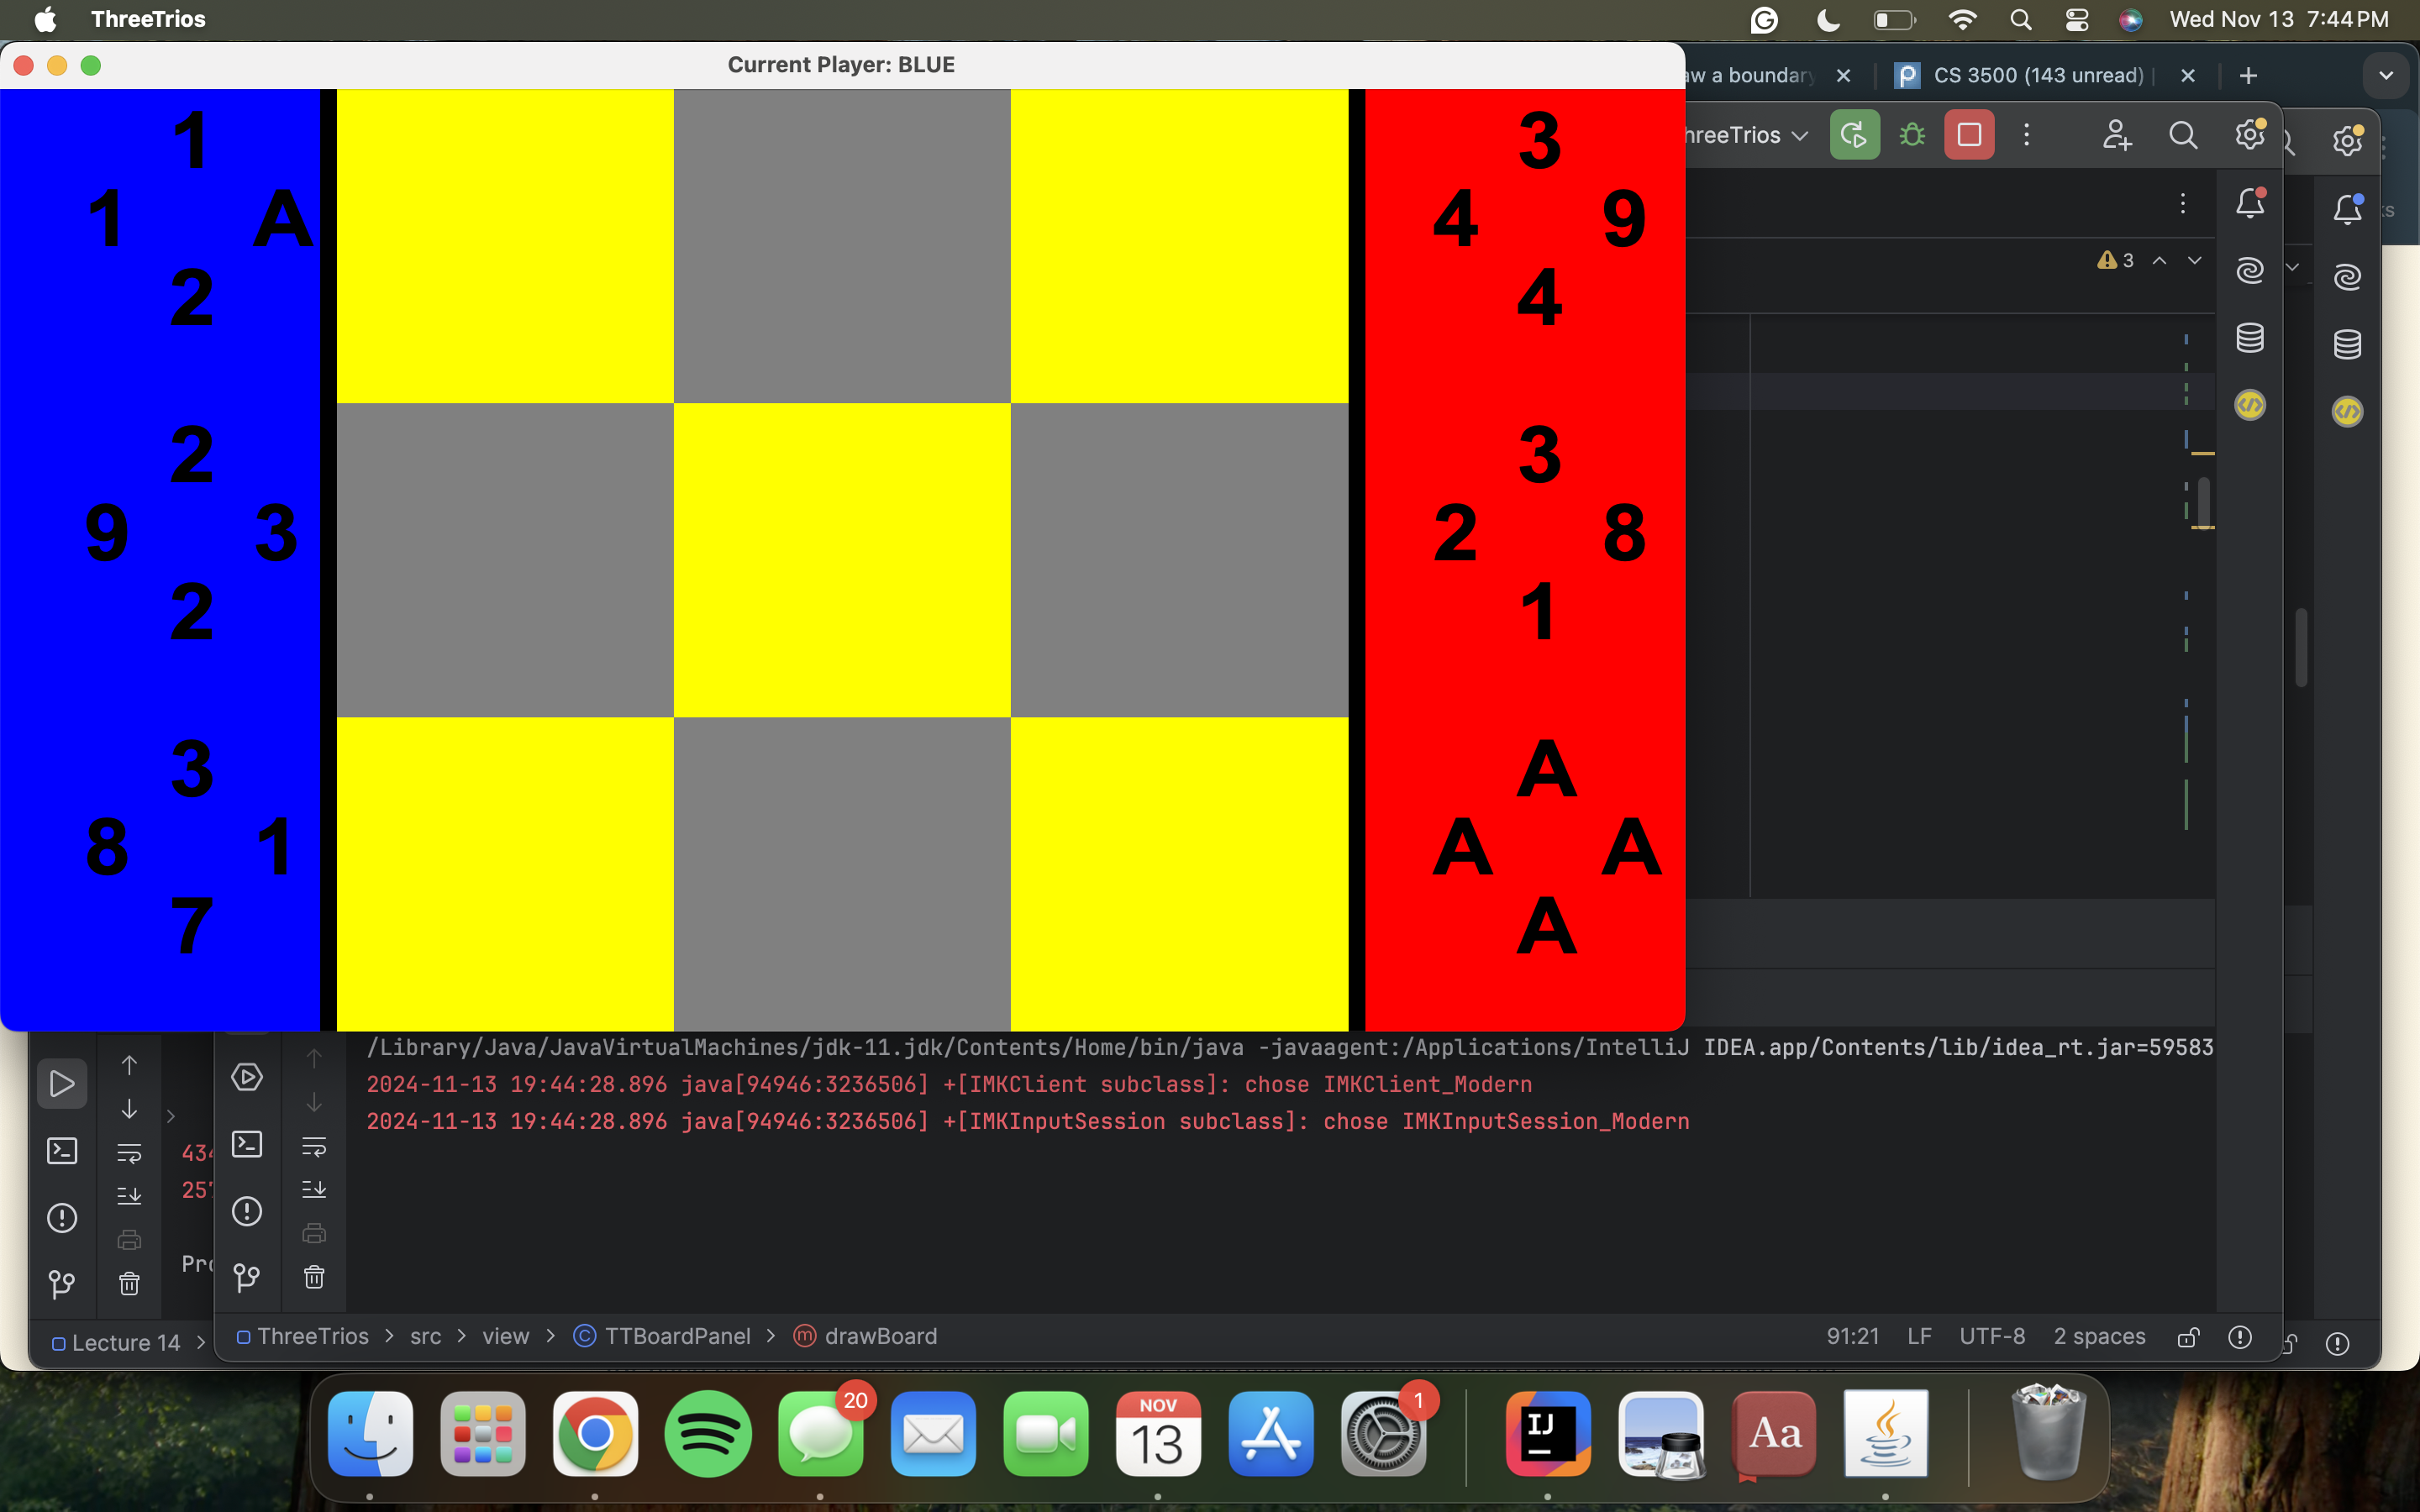 ThreeTrios
Wed Nov 13 7:44 PM
Current Player: BLUE
aw a boundary
CS 3500 (143 unread) |
hreeTrios
3
1
1 A
2
2
9 3
2
3
8 1
7
3
4 9
4
3
2 8
1
A
A A
A
/Library/Java/JavaVirtualMachines/jdk-11.jdk/Contents/Home/bin/java -javaagent:/Applications/IntelliJ IDEA.app/Contents/lib/idea_rt.jar=59583
2024-11-13 19:44:28.896 java[94946:3236506] +[IMKClient subclass]: chose IMKClient_Modern
2024-11-13 19:44:28.896 java[94946:3236506] +[IMKInputSession subclass]: chose IMKInputSession_Modern
434
257
Pro
Lecture 14 >
ThreeTrios > src > view > TTBoardPanel > drawBoard
91:21 LF UTF-8 2 spaces
20
NOV
13
1
IJ
Aa